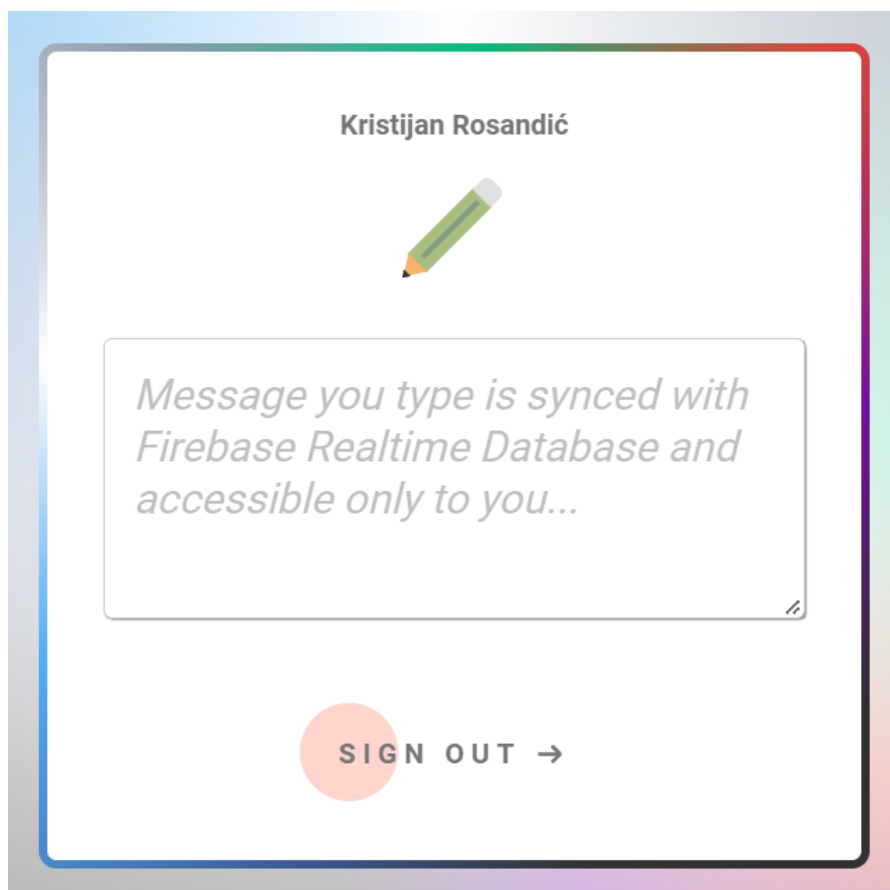 Kristijan Rosandić
Message you type is synced with
Firebase Realtime Database and
accessible only to you...
SIGN OUT →